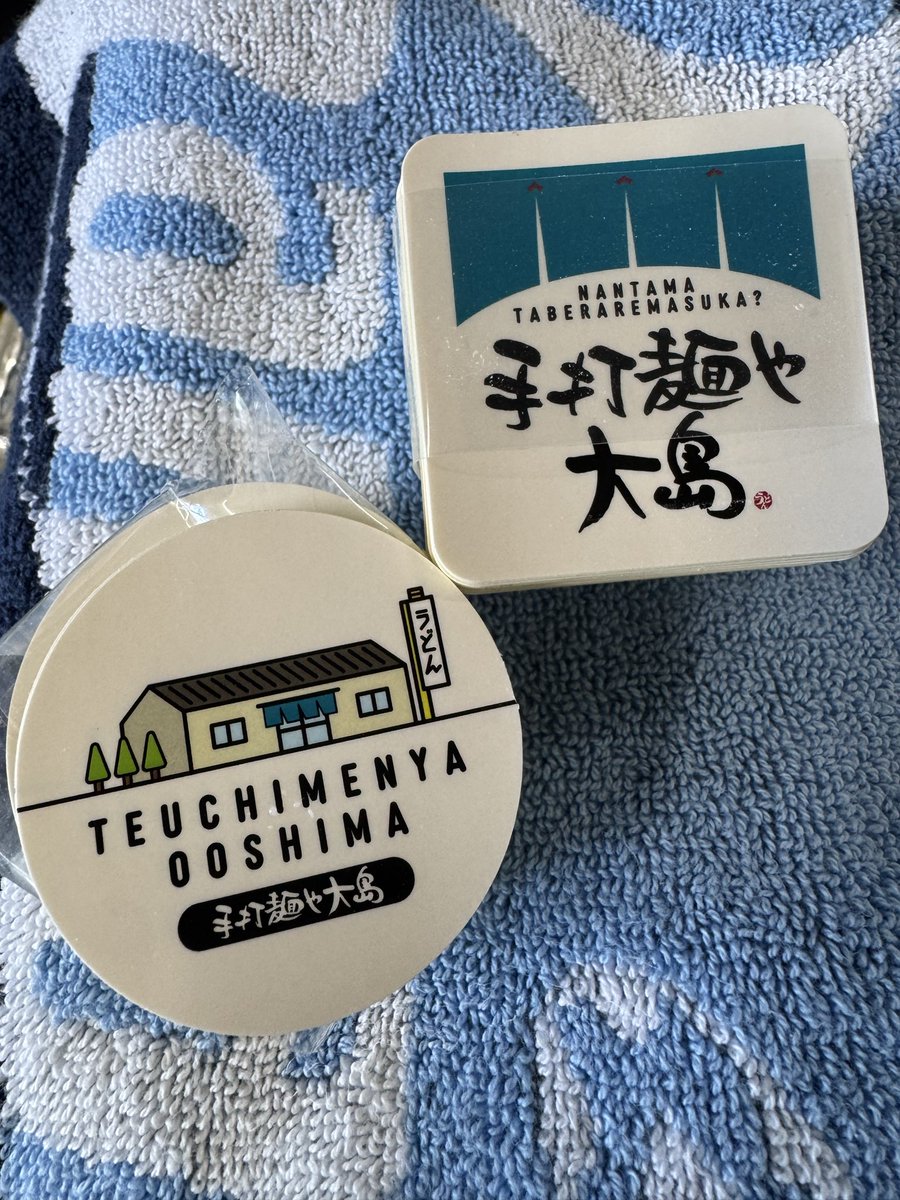 NANTAMA
TABERAREMASUKA?
手打麺や
大島
うどん
うどん
TEUCHIMENYA
OOSHIMA
手打麺や大島